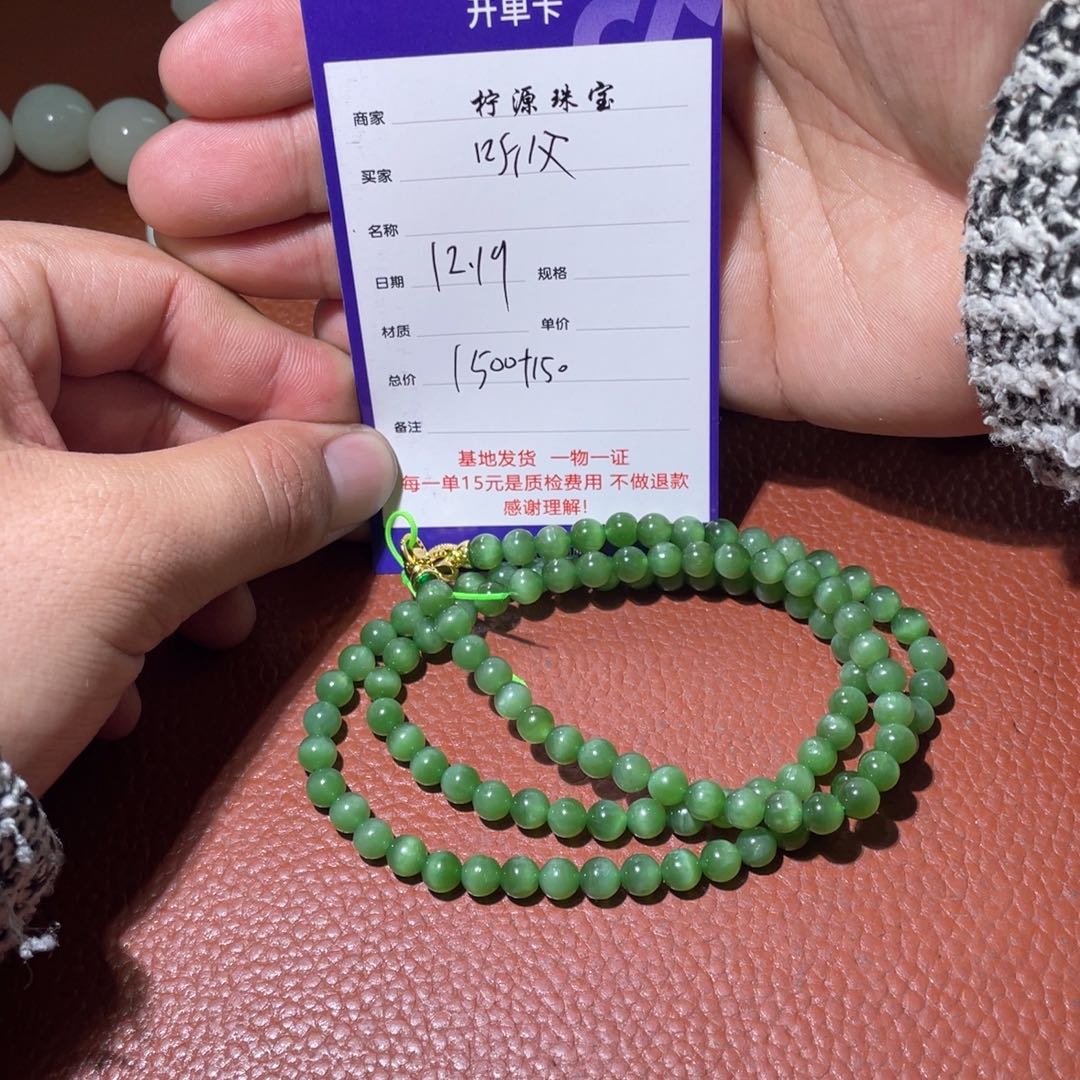 开单卡
商家 柠源珠宝
买家
名称
日期 12.19 规格
材质 单价
总价 1500+150
备注
基地发货 一物一证
每一单15元是质检费用 不做退款
感谢理解!